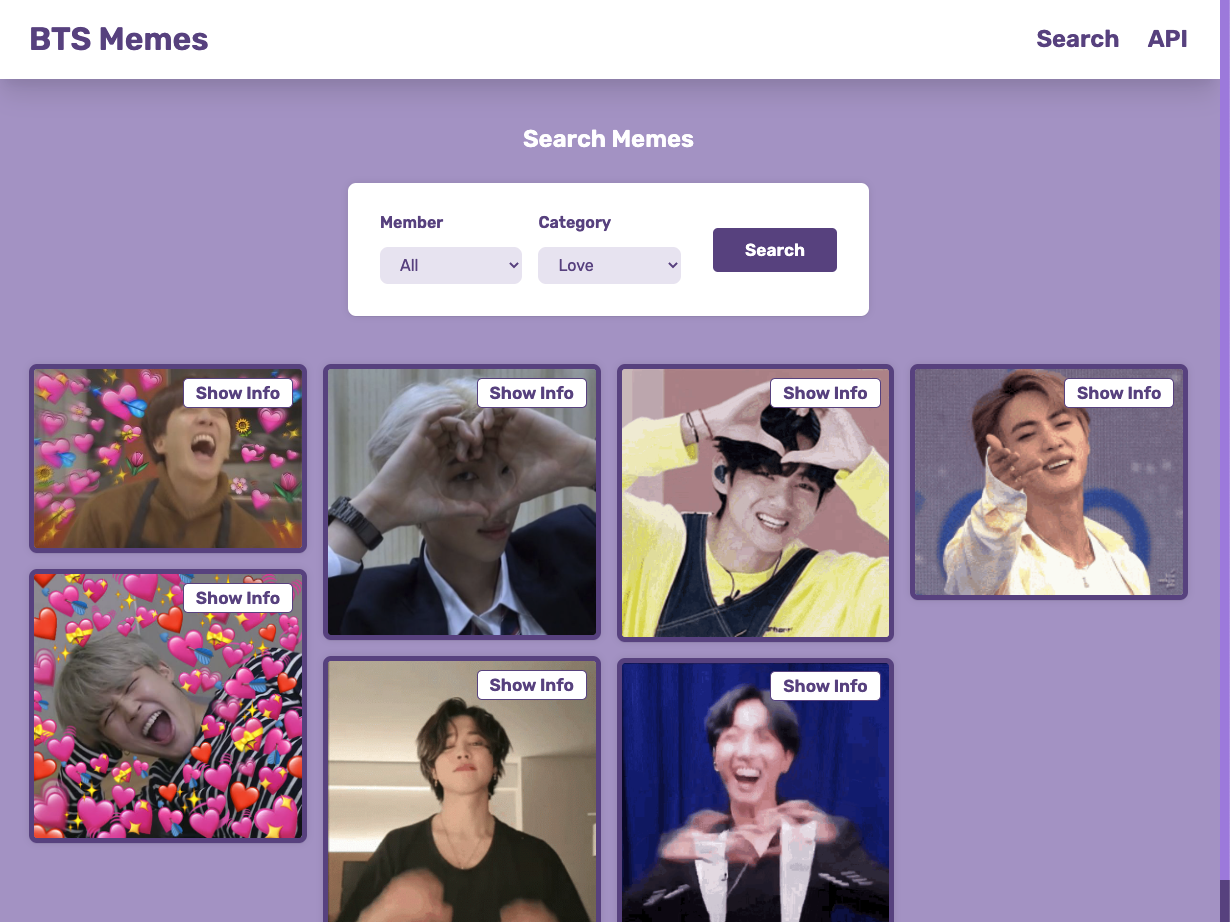 BTS Memes
Search API
Search Memes
Member Category
All Love Search
Show Info Show Info Show Info Show Info
Show Info
Show Info Show Info